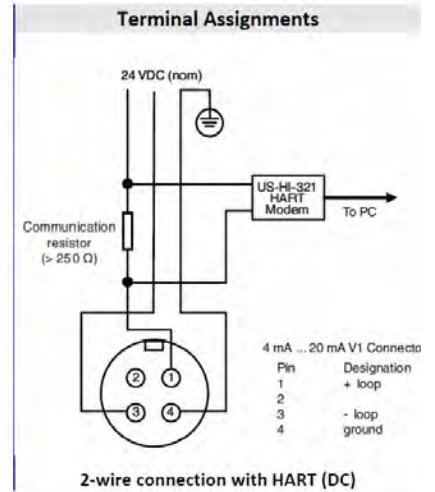 Terminal Assignments
24 VDC (nom)
US-HI-321
HART
Modem
To PC
Communication
resistor
(> 250 Ω)
4 mA ... 20 mA V1 Connecto
Pin Designation
1 + loop
2
3 - loop
4 ground
2 1
3 4
2-wire connection with HART (DC)